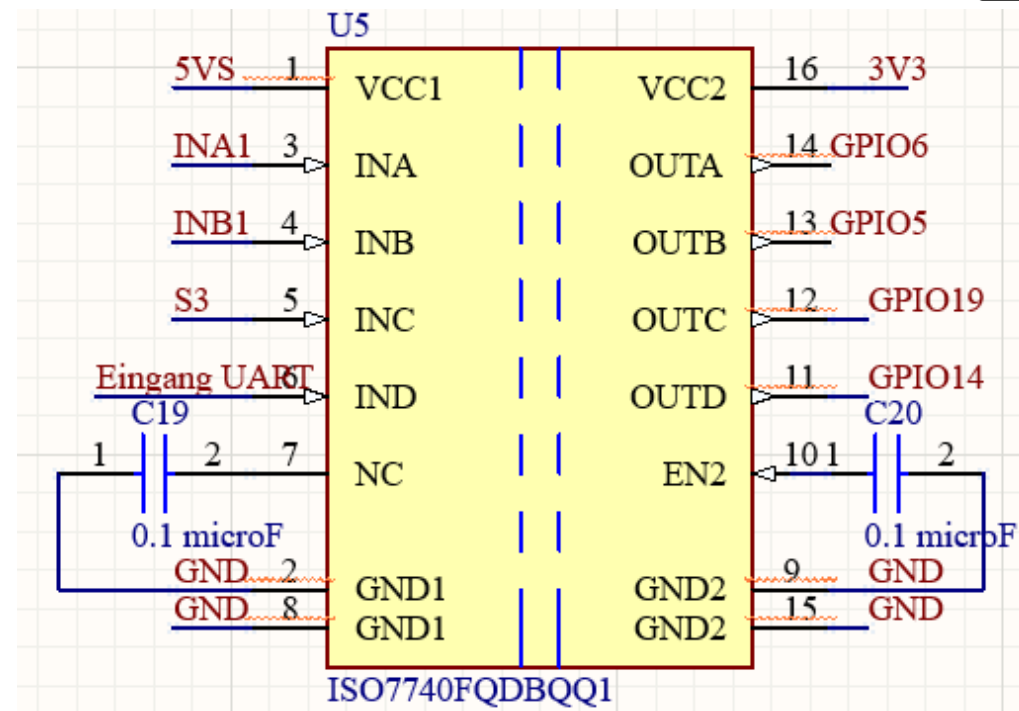 U5
5VS 1 VCC1 VCC2 16 3V3
INA1 3 INA OUTA 14 GPIO6
INB1 4 INB OUTB 13 GPIO5
S3 5 INC OUTC 12 GPIO19
Eingang UART 6 IND OUTD 11 GPIO14
C19 C20
1 2 7 NC EN2 10 1 2
0.1 microF 0.1 microF
GND 2 GND1 GND2 9 GND
GND 8 GND1 GND2 15 GND
ISO7740FQDBQQ1